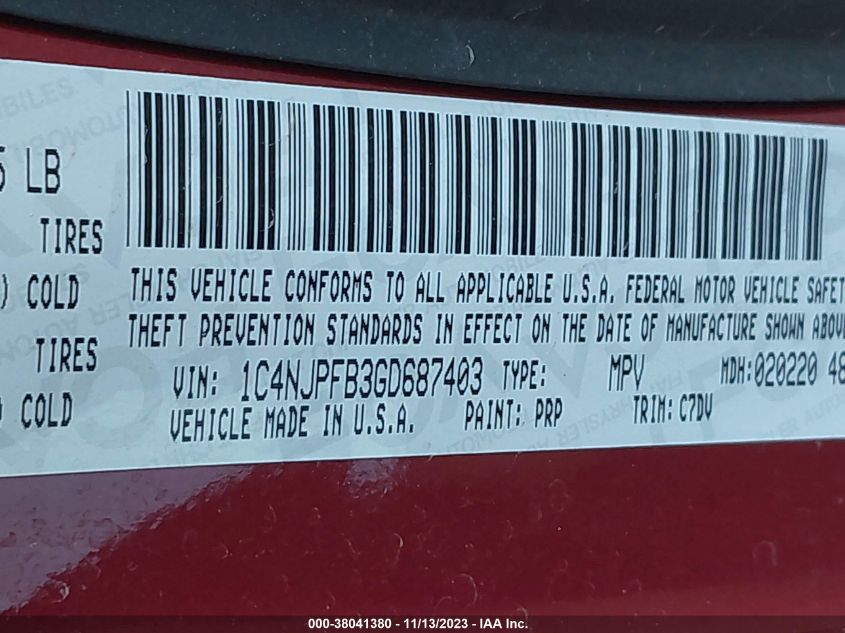 5 LB
TIRES
) COLD
TIRES
) COLD
THIS VEHICLE CONFORMS TO ALL APPLICABLE U.S.A. FEDERAL MOTOR VEHICLE SAFET
THEFT PREVENTION STANDARDS IN EFFECT ON THE DATE OF MANUFACTURE SHOWN ABOV
VIN: 1C4NJPFB3GD687403 TYPE: MPV MDH:020220 48
VEHICLE MADE IN U.S.A. PAINT: PRP TRIM: C7DV
000-38041380 - 11/13/2023 - IAA Inc.